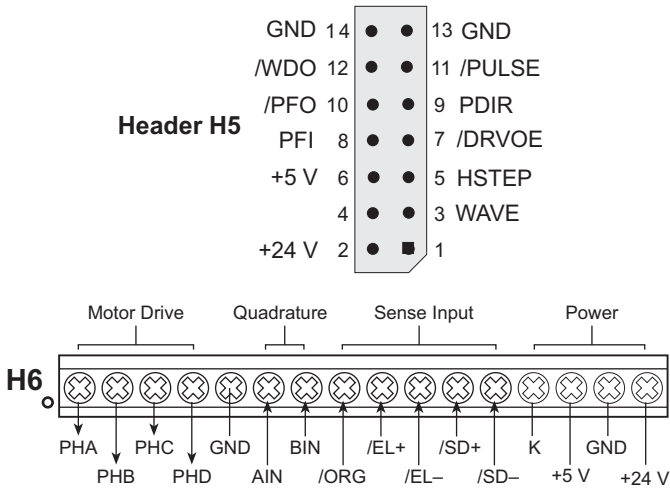 GND 14 13 GND
/WDO 12 11 /PULSE
/PFO 10 9 PDIR
Header H5
PFI 8 7 /DRVOE
+5 V 6 5 HSTEP
4 3 WAVE
+24 V 2 1
Motor Drive Quadrature Sense Input Power
H6
PHA PHC GND BIN /EL+ /SD+ K GND
PHB PHD AIN /ORG /EL– /SD– +5 V +24 V